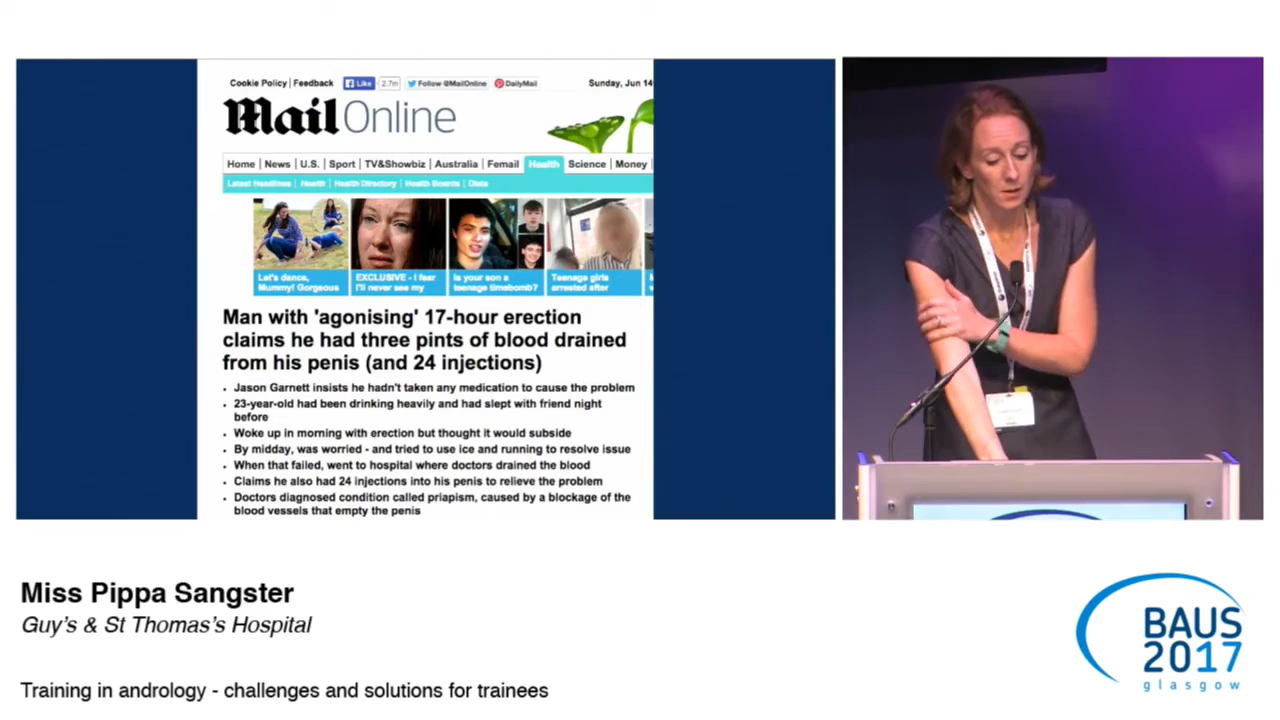 Cookie Policy | Feedback
Like
2.7m
Follow @MailOnline
DailyMail
Sunday, Jun 14
Mail Online
Home | News | U.S. | Sport | TV&Showbiz | Australia | Femail | Health | Science | Money |
Latest Headlines | Health | Health Directory | Health Boards | Diets
Let's dance,
Mummy! Gorgeous
EXCLUSIVE - I fear
I'll never see my
Is your son a
teenage timebomb?
Teenage girls
arrested after
Man with 'agonising' 17-hour erection
claims he had three pints of blood drained
from his penis (and 24 injections)
• Jason Garnett insists he hadn't taken any medication to cause the problem
• 23-year-old had been drinking heavily and had slept with friend night
before
• Woke up in morning with erection but thought it would subside
• By midday, was worried - and tried to use ice and running to resolve issue
• When that failed, went to hospital where doctors drained the blood
• Claims he also had 24 injections into his penis to relieve the problem
• Doctors diagnosed condition called priapism, caused by a blockage of the
blood vessels that empty the penis
Miss Pippa Sangster
Guy's & St Thomas's Hospital
Training in andrology - challenges and solutions for trainees
BAUS
2017
glasgow